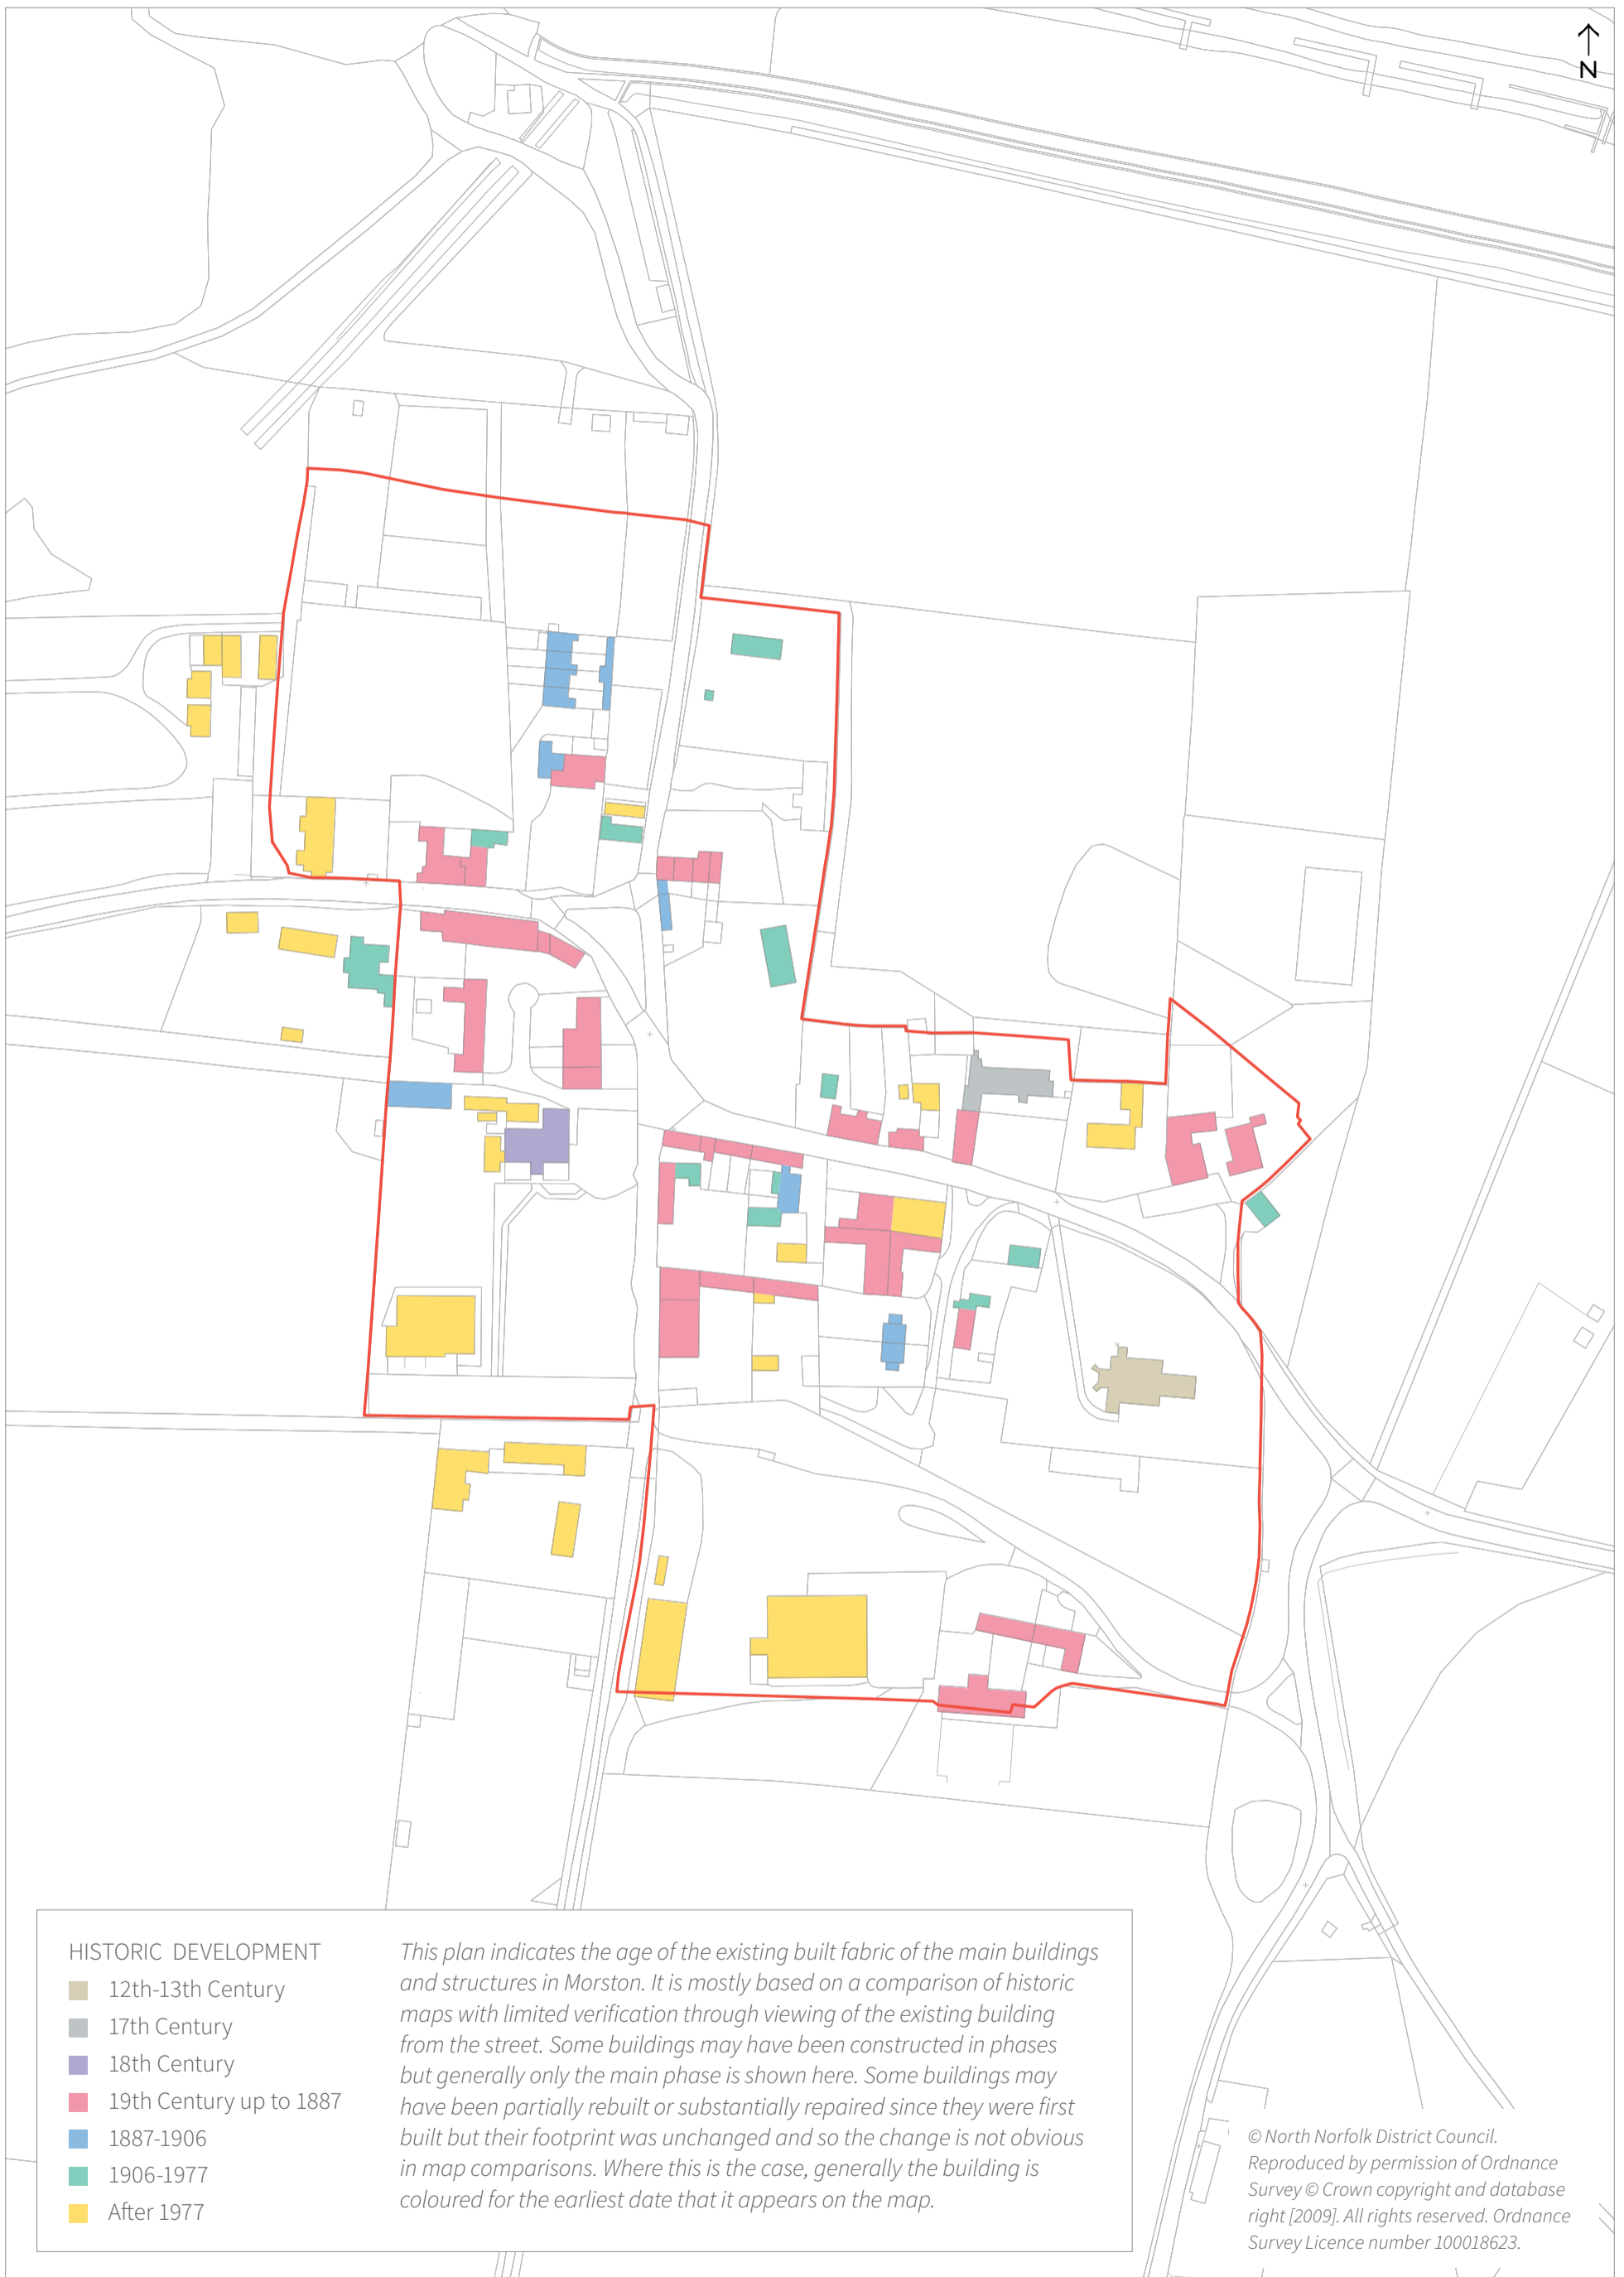 N
HISTORIC DEVELOPMENT
12th-13th Century
17th Century
18th Century
19th Century up to 1887
1887-1906
1906-1977
After 1977
This plan indicates the age of the existing built fabric of the main buildings
and structures in Morston. It is mostly based on a comparison of historic
maps with limited verification through viewing of the existing building
from the street. Some buildings may have been constructed in phases
but generally only the main phase is shown here. Some buildings may
have been partially rebuilt or substantially repaired since they were first
built but their footprint was unchanged and so the change is not obvious
in map comparisons. Where this is the case, generally the building is
coloured for the earliest date that it appears on the map.
© North Norfolk District Council.
Reproduced by permission of Ordnance
Survey © Crown copyright and database
right [2009]. All rights reserved. Ordnance
Survey Licence number 100018623.